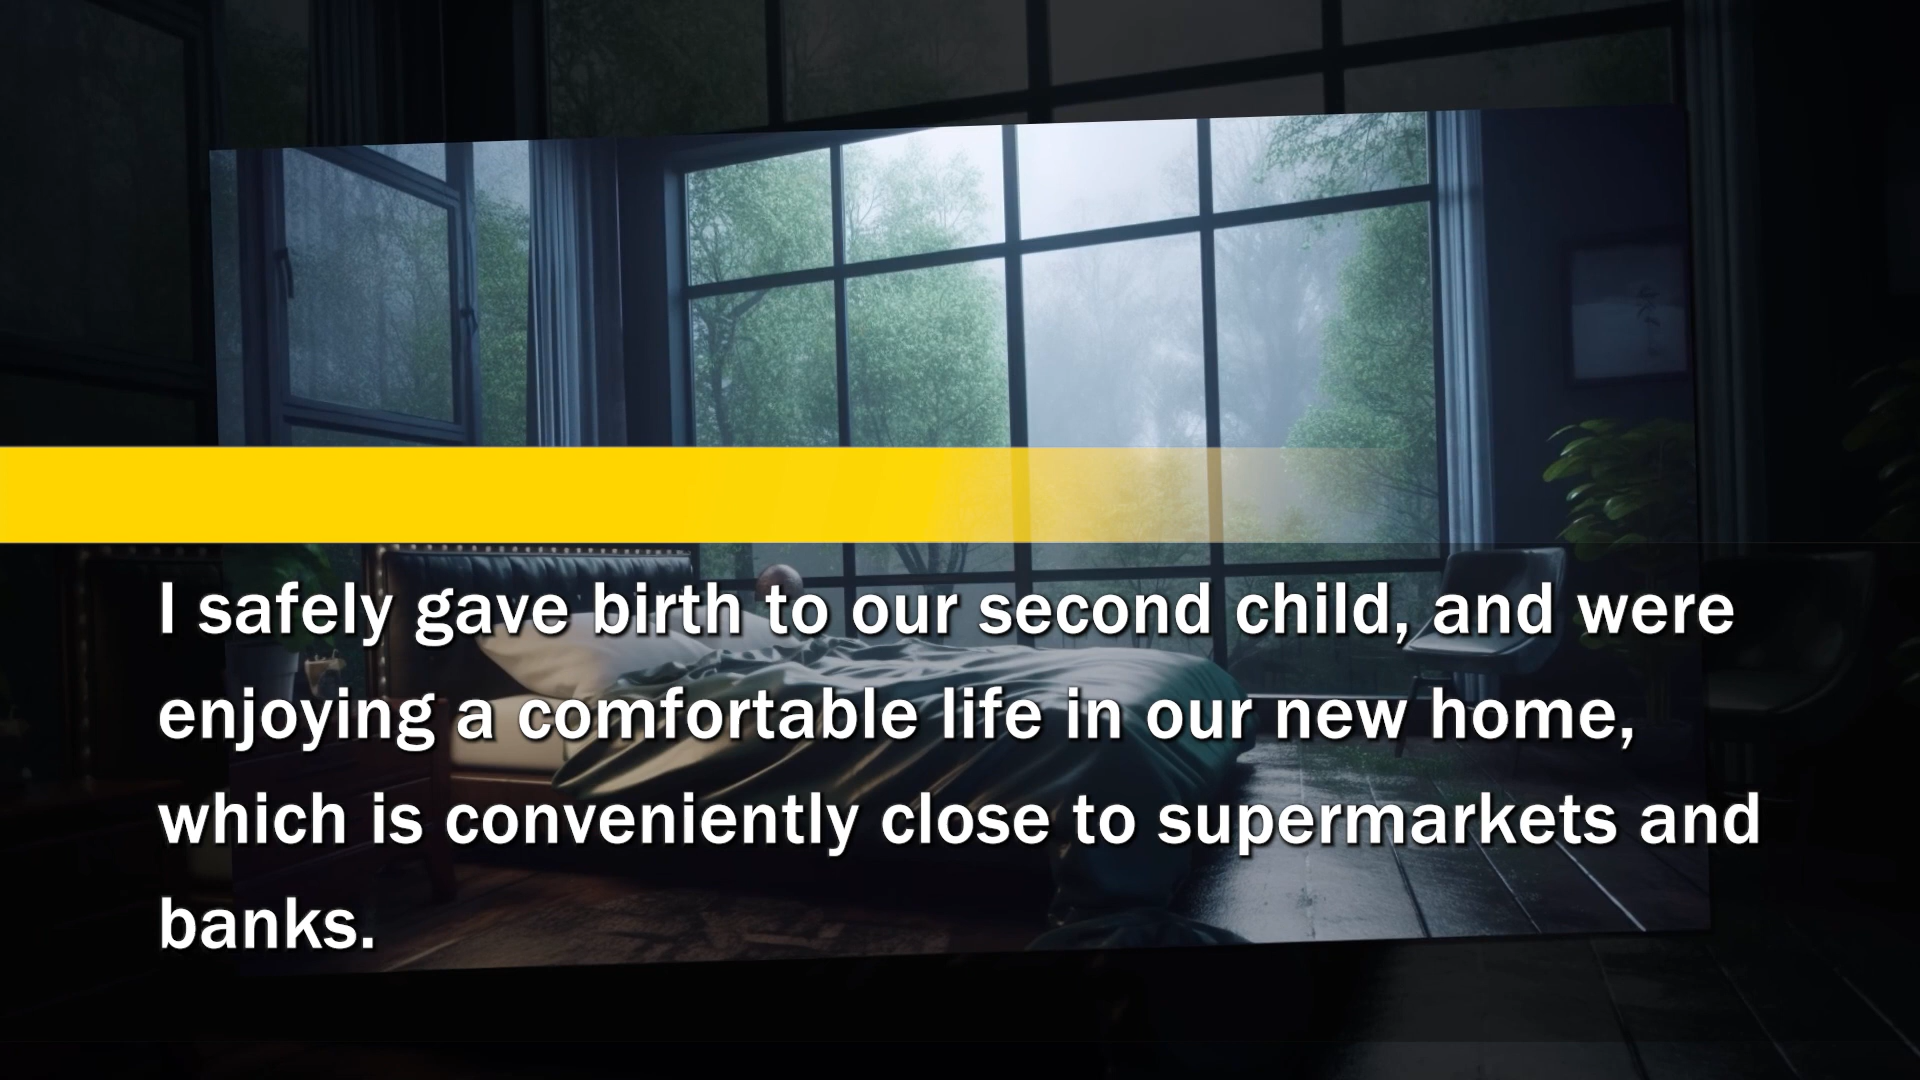 I safely gave birth to our second child, and were
enjoying a comfortable life in our new home,
which is conveniently close to supermarkets and
banks.